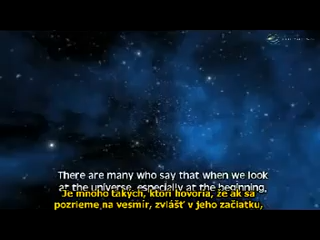 There are many who say that when we look
at the universe, especially at the beginning,
Je mnoho takých, ktorí hovoria, že ak sa
pozrieme na vesmír, zvlášť v jeho začiatku,